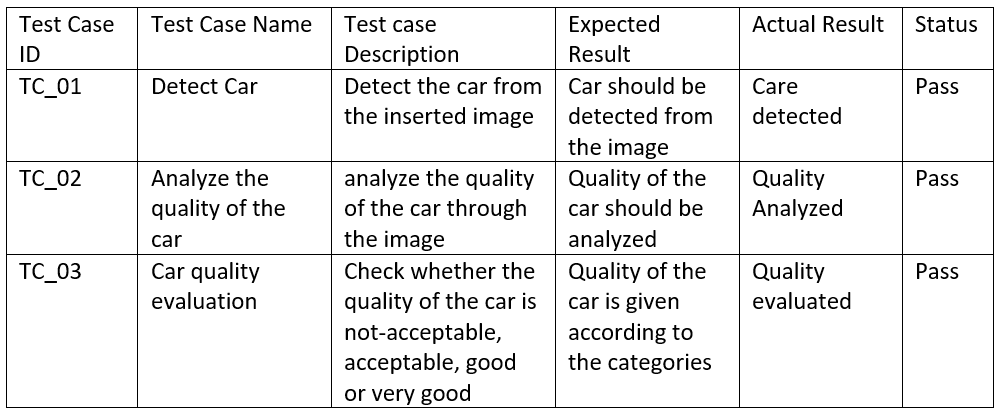 Test Case
ID
Test Case Name
Test case
Description
Expected
Result
Actual Result
Status
TC_01
Detect Car
Detect the car from
the inserted image
Car should be
detected from
the image
Care
detected
Pass
TC_02
Analyze the
quality of the
car
analyze the quality
of the car through
the image
Quality of the
car should be
analyzed
Quality
Analyzed
Pass
TC_03
Car quality
evaluation
Check whether the
quality of the car is
not-acceptable,
acceptable, good
or very good
Quality of the
car is given
according to
the categories
Quality
evaluated
Pass